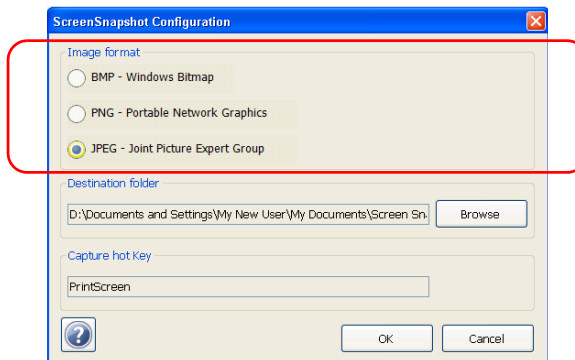 ScreenSnapshot Configuration
Image format
BMP - Windows Bitmap
PNG - Portable Network Graphics
JPEG - Joint Picture Expert Group
Destination folder
D:\Documents and Settings\My New User\My Documents\Screen Sn
Browse
Capture hot Key
PrintScreen
?
OK
Cancel